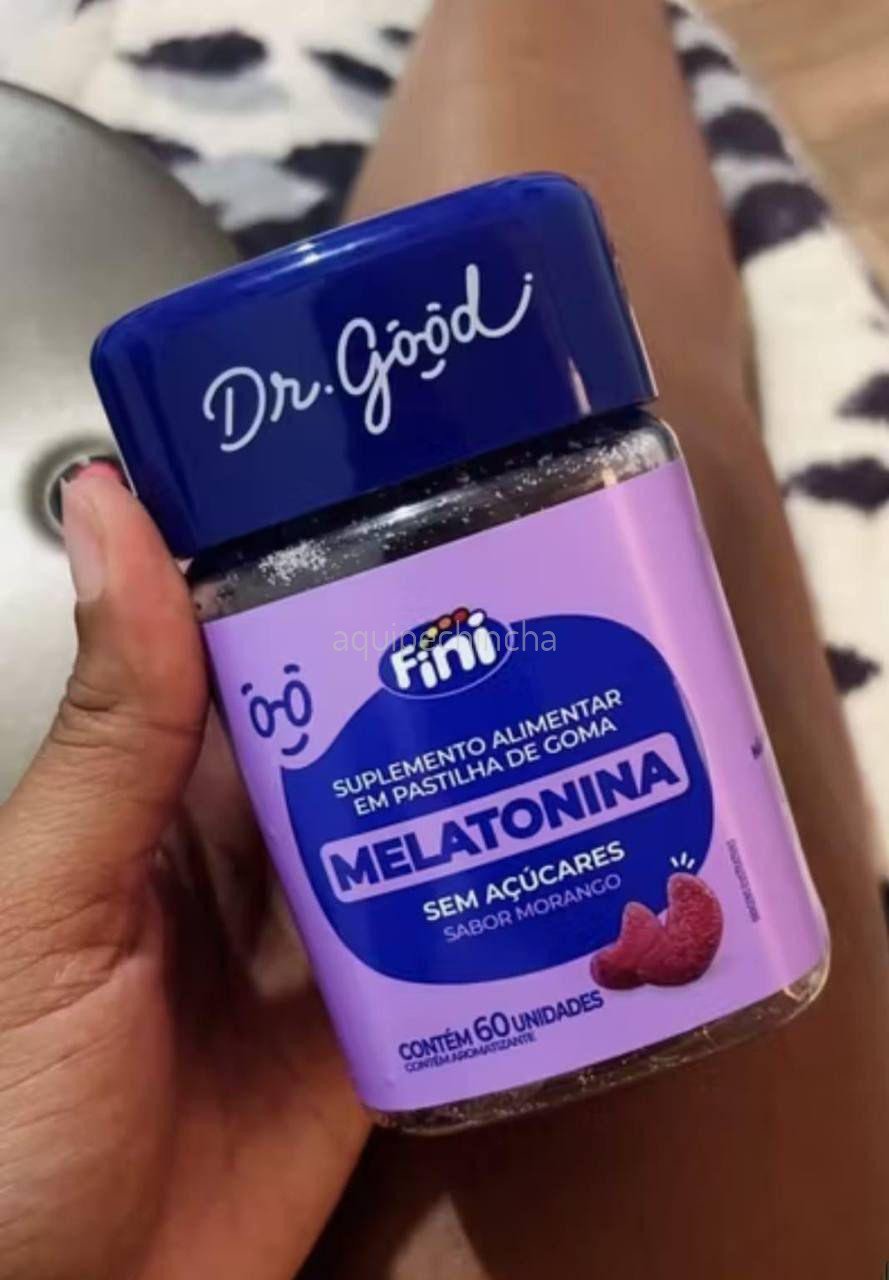 Dr. Good
Fini
aquipechincha
SUPLEMENTO ALIMENTAR
EM PASTILHA DE GOMA
MELATONINA
SEM AÇÚCARES
SABOR MORANGO
CONTÉM 60 UNIDADES
CONTÉM AROMATIZANTE